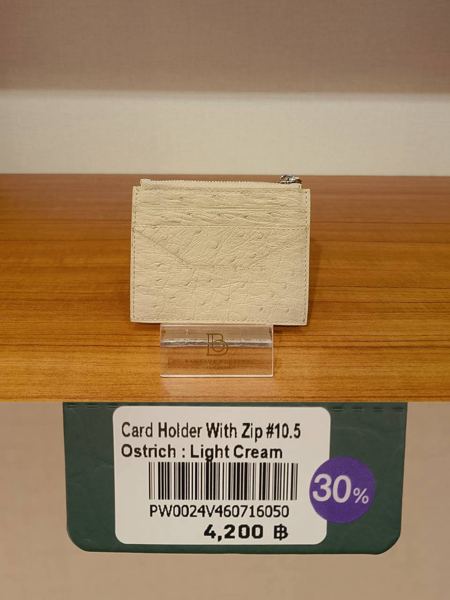 B
Card Holder With Zip #10.5
Ostrich : Light Cream
PW0024V460716050
4,200 ฿
30%